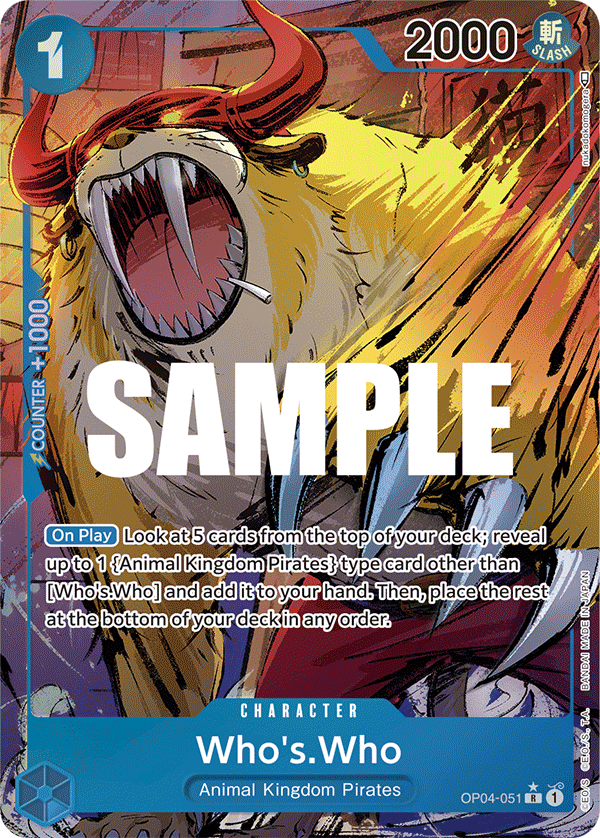 1
2000
斬
SLASH
猫
nukadokomogura
COUNTER +1000
SAMPLE
On Play Look at 5 cards from the top of your deck; reveal
up to 1 {Animal Kingdom Pirates} type card other than
[Who's.Who] and add it to your hand. Then, place the rest
at the bottom of your deck in any order.
CHARACTER
Who's.Who
Animal Kingdom Pirates
OP04-051 R 1
©E.O/S ©E.O./S., T.A. BANDAI MADE IN JAPAN